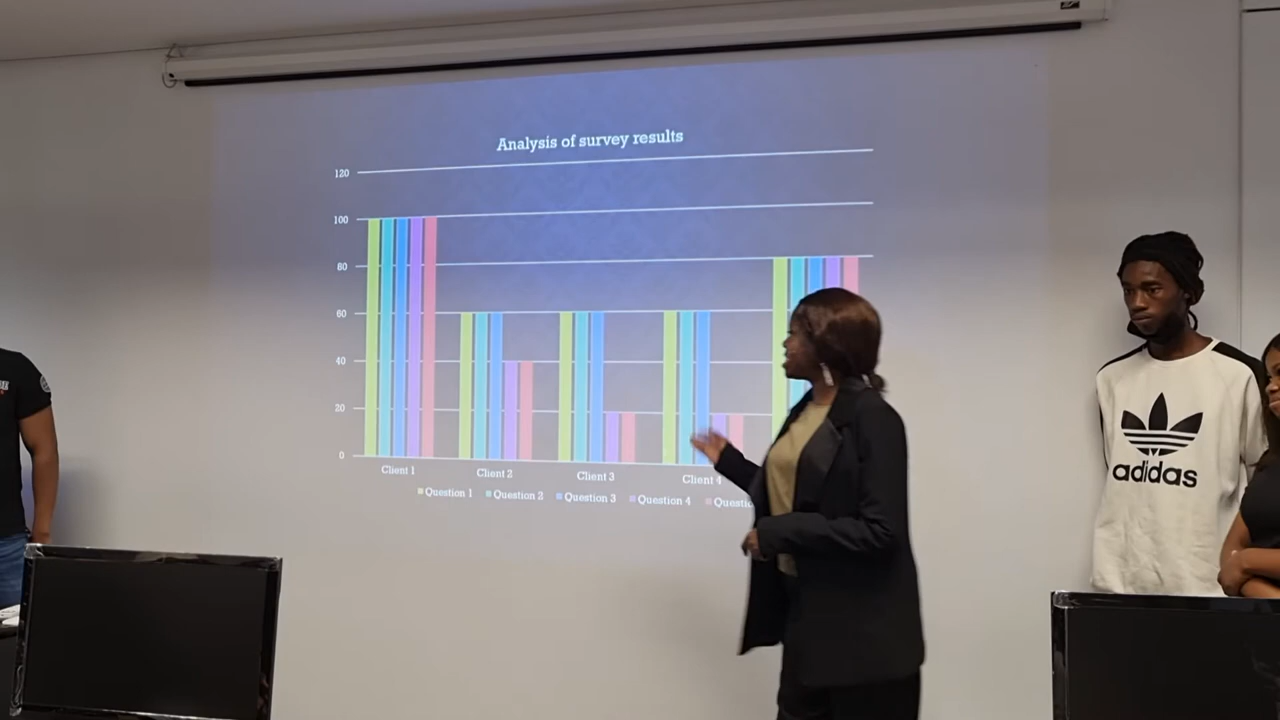 Analysis of survey results
120
100
80
60
40
20
0
Client 1 Client 2 Client 3 Client 4
Question 1 Question 2 Question 3 Question 4
adidas